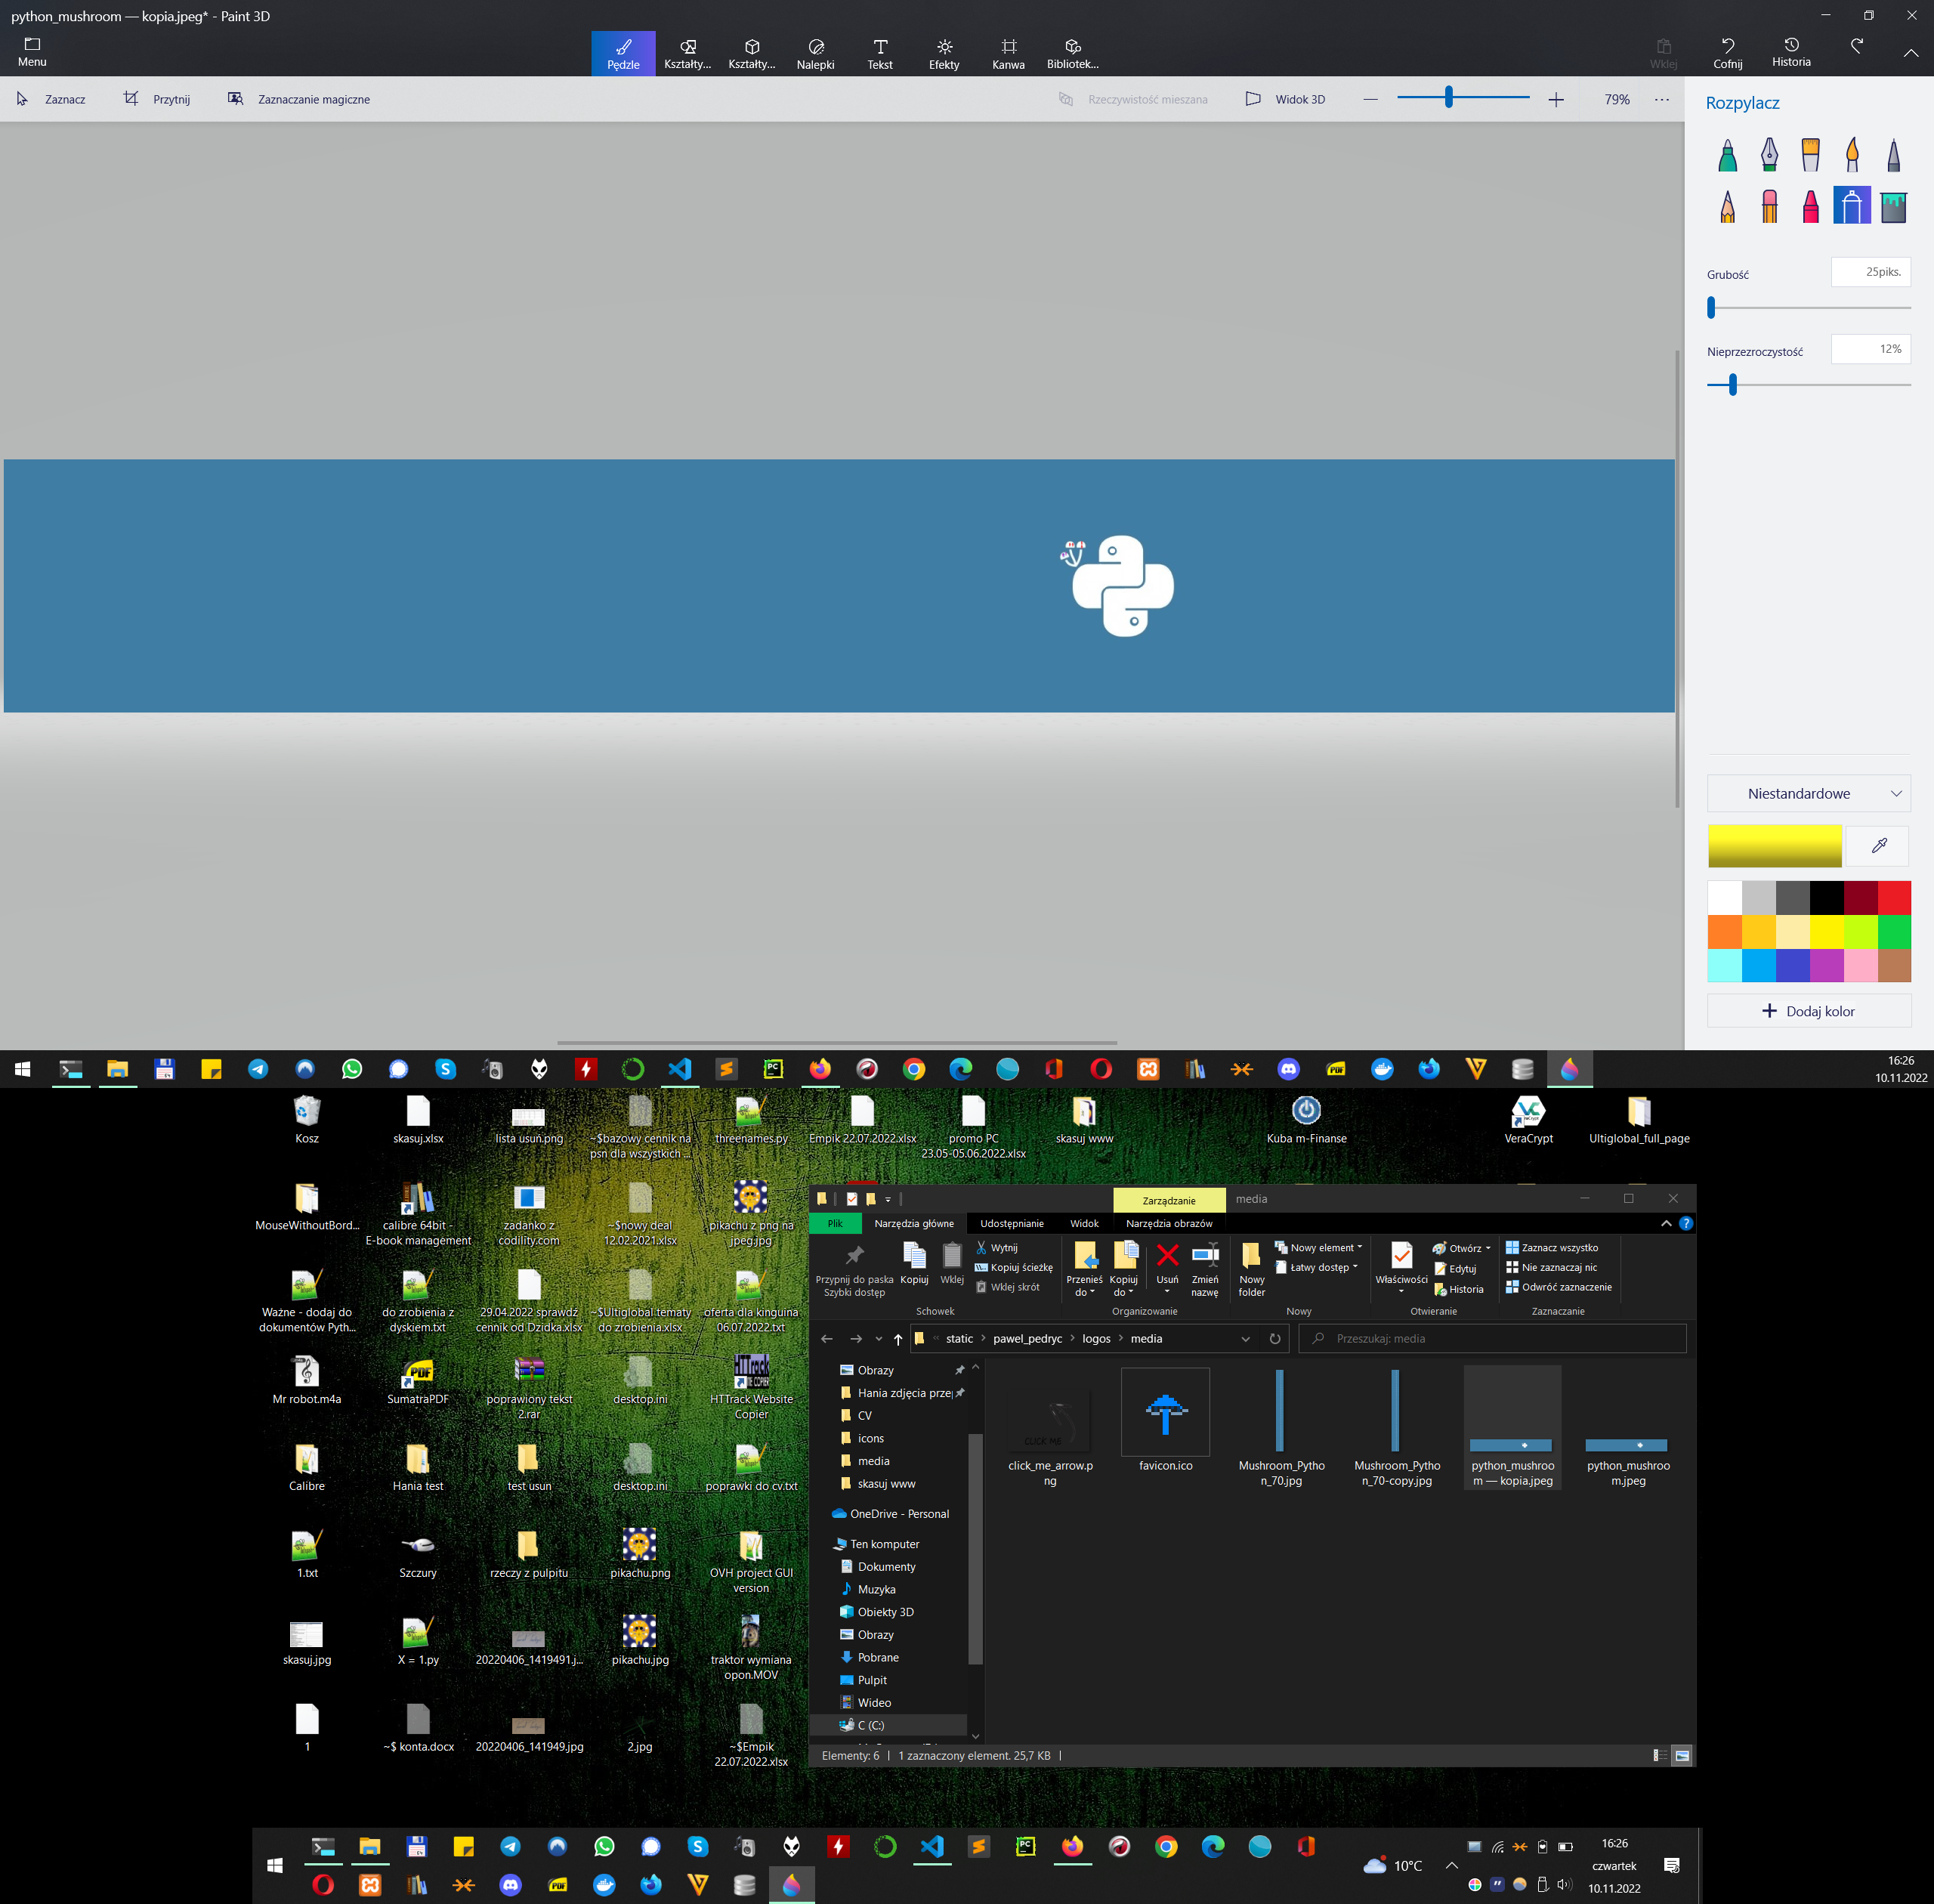 python_mushroom — kopia.jpeg* - Paint 3D
Menu
Pędzle
Kształty...
Kształty...
Nalepki
Tekst
Efekty
Kanwa
Bibliotek...
Wklej
Cofnij
Historia
Zaznacz
Przytnij
Zaznaczanie magiczne
Rzeczywistość mieszana
Widok 3D
79%
Rozpylacz
Grubość
25piks.
Nieprzezroczystość
12%
Niestandardowe
Dodaj kolor
16:26
10.11.2022
Kosz
skasuj.xlsx
lista usuń.png
~$bazowy cennik na
psn dla wszystkich ...
threenames.py
Empik 22.07.2022.xlsx
promo PC
23.05-05.06.2022.xlsx
skasuj www
Kuba m-Finanse
VeraCrypt
Ultiglobal_full_page
MouseWithoutBord...
calibre 64bit -
E-book management
zadanko z
codility.com
~$nowy deal
12.02.2021.xlsx
pikachu z png na
jpeg.jpg
Ważne - dodaj do
dokumentów Pyth...
do zrobienia z
dyskiem.txt
29.04.2022 sprawdz
cennik od Dzidka.xlsx
~$Ultiglobal tematy
do zrobienia.xlsx
oferta dla kinguina
06.07.2022.txt
Mr robot.m4a
SumatraPDF
poprawiony tekst
2.rar
desktop.ini
HTTrack Website
Copier
Calibre
Hania test
test usun
desktop.ini
poprawki do cv.txt
1.txt
Szczury
rzeczy z pulpitu
pikachu.png
OVH project GUI
version
skasuj.jpg
X = 1.py
20220406_1419491.j...
pikachu.jpg
traktor wymiana
opon.MOV
1
~$ konta.docx
20220406_141949.jpg
2.jpg
~$Empik
22.07.2022.xlsx
Zarządzanie
media
Plik
Narzędzia główne
Udostępnianie
Widok
Narzędzia obrazów
Przypnij do paska
Szybki dostęp
Kopiuj
Wklej
Wytnij
Kopiuj ścieżkę
Wklej skrót
Schowek
Przenieś
do
Kopiuj
do
Usuń
Zmień
nazwę
Organizowanie
Nowy
folder
Nowy element
Łatwy dostęp
Nowy
Właściwości
Otwórz
Edytuj
Historia
Otwieranie
Zaznacz wszystko
Nie zaznaczaj nic
Odwróć zaznaczenie
Zaznaczanie
static
pawel_pedryc
logos
media
Przeszukaj: media
Obrazy
Hania zdjęcia prze
CV
icons
media
skasuj www
OneDrive - Personal
Ten komputer
Dokumenty
Muzyka
Obiekty 3D
Obrazy
Pobrane
Pulpit
Wideo
C (C:)
CLICK ME
click_me_arrow.p
ng
favicon.ico
Mushroom_Pytho
n_70.jpg
Mushroom_Pytho
n_70-copy.jpg
python_mushroo
m — kopia.jpeg
python_mushroo
m.jpeg
Elementy: 6
1 zaznaczony element. 25,7 KB
10°C
16:26
czwartek
10.11.2022